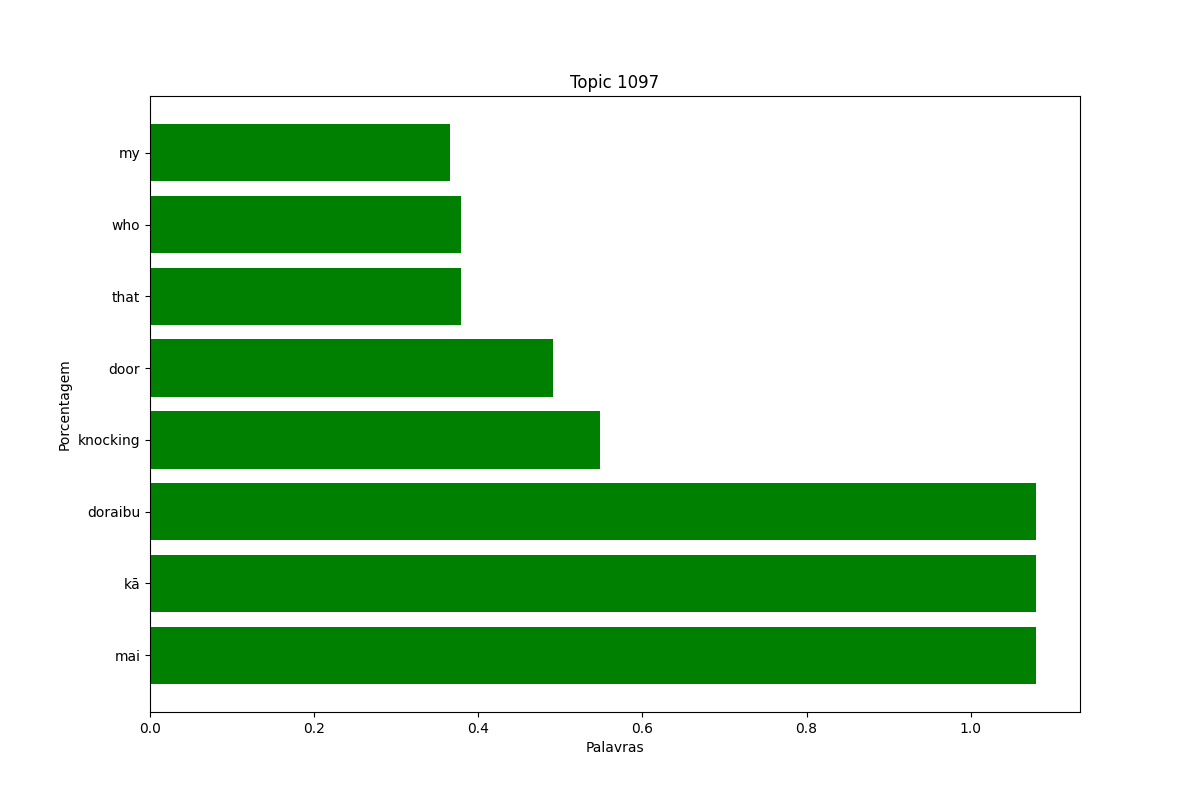 Topic 1097
Porcentagem
my
who
that
door
knocking
doraibu
kā
mai
0.0 0.2 0.4 0.6 0.8 1.0
Palavras